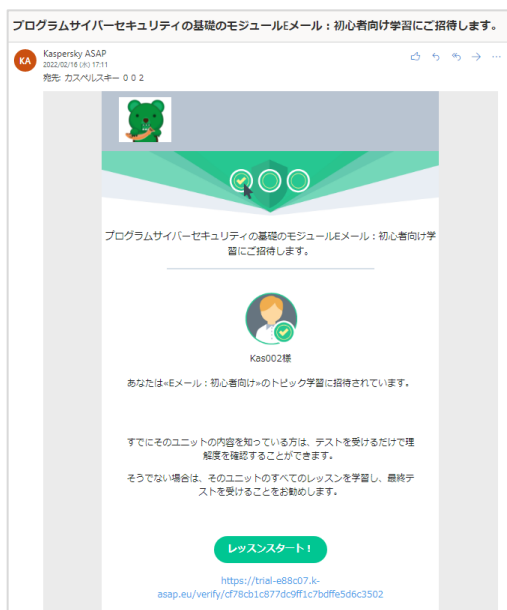 プログラムサイバーセキュリティの基礎のモジュールEメール：初心者向け学習にご招待します。
KA
Kaspersky ASAP
2022/02/16 (水) 17:11
宛先: カスペルスキー ００２
プログラムサイバーセキュリティの基礎のモジュールEメール：初心者向け学
習にご招待します。
Kas002様
あなたは«Eメール：初心者向け»のトピック学習に招待されています。
すでにそのユニットの内容を知っている方は、テストを受けるだけで理
解度を確認することができます。
そうでない場合は、そのユニットのすべてのレッスンを学習し、最終テ
ストを受けることをお勧めします。
レッスンスタート！
https://trial-e88c07.k-
asap.eu/verify/cf78cb1c877dc9ff1c7bdffe5d6c3502